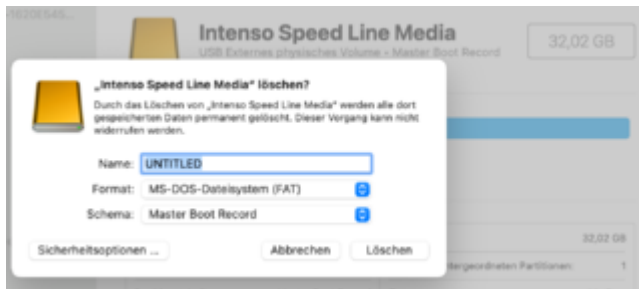 Intenso Speed Line Media
USB Externes physisches Volume • Master Boot Record
32,02 GB
„Intenso Speed Line Media“ löschen?
Durch das Löschen von „Intenso Speed Line Media“ werden alle dort
gespeicherten Daten permanent gelöscht. Dieser Vorgang kann nicht
widerrufen werden.
Name: UNTITLED
Format: MS-DOS-Dateisystem (FAT)
Schema: Master Boot Record
Sicherheitsoptionen ... Abbrechen Löschen
32,02 GB
tergeordneten Partitionen: 1